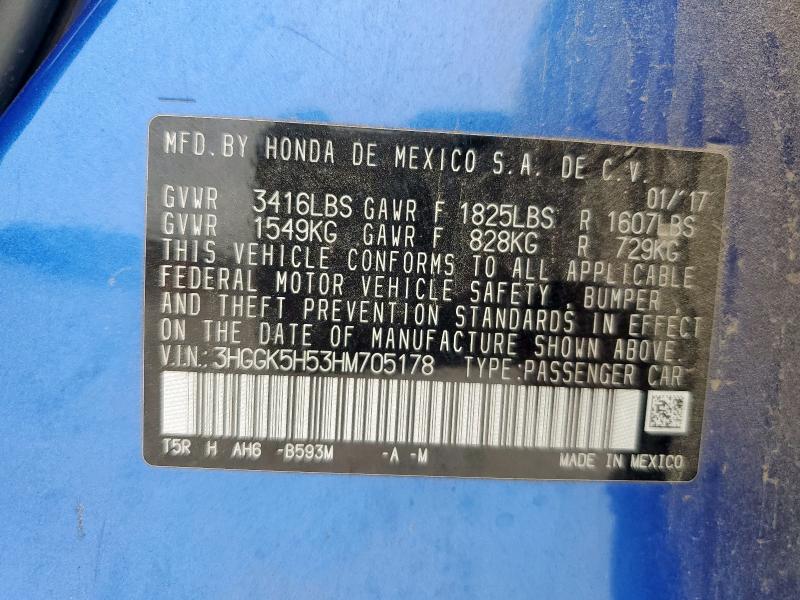 MFD.BY HONDA DE MEXICO S.A. DE C.V.
01/'17
GVWR 3416LBS GAWR F 1825LBS R 1607LBS
GVWR 1549KG GAWR F 828KG R 729KG
THIS VEHICLE CONFORMS TO ALL APPLICABLE
FEDERAL MOTOR VEHICLE SAFETY, BUMPER,
AND THEFT PREVENTION STANDARDS IN EFFECT
ON THE DATE OF MANUFACTURE SHOWN ABOVE.
V.I.N.: 3HGGK5H53HM705178 TYPE:PASSENGER CAR
T5R H AH6 -B593M -A -M MADE IN MEXICO